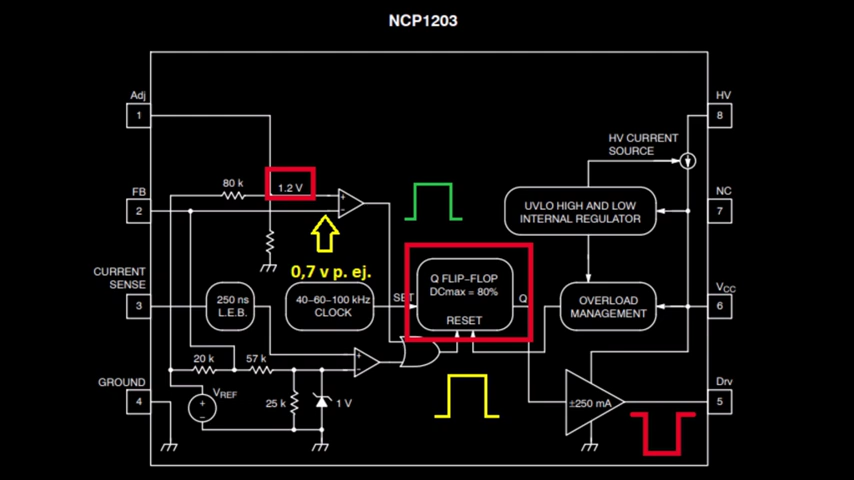 NCP1203
Adj
1
HV
8
HV CURRENT
SOURCE
80 k
1.2 V
FB
2
+
−
NC
7
UVLO HIGH AND LOW
INTERNAL REGULATOR
0,7 v p. ej.
Q FLIP−FLOP
DCmax = 80%
CURRENT
SENSE
3
250 ns
L.E.B.
40−60−100 kHz
CLOCK
SET
Q
RESET
OVERLOAD
MANAGEMENT
VCC
6
20 k
57 k
+
−
GROUND
4
VREF
+
−
25 k
1 V
±250 mA
Drv
5